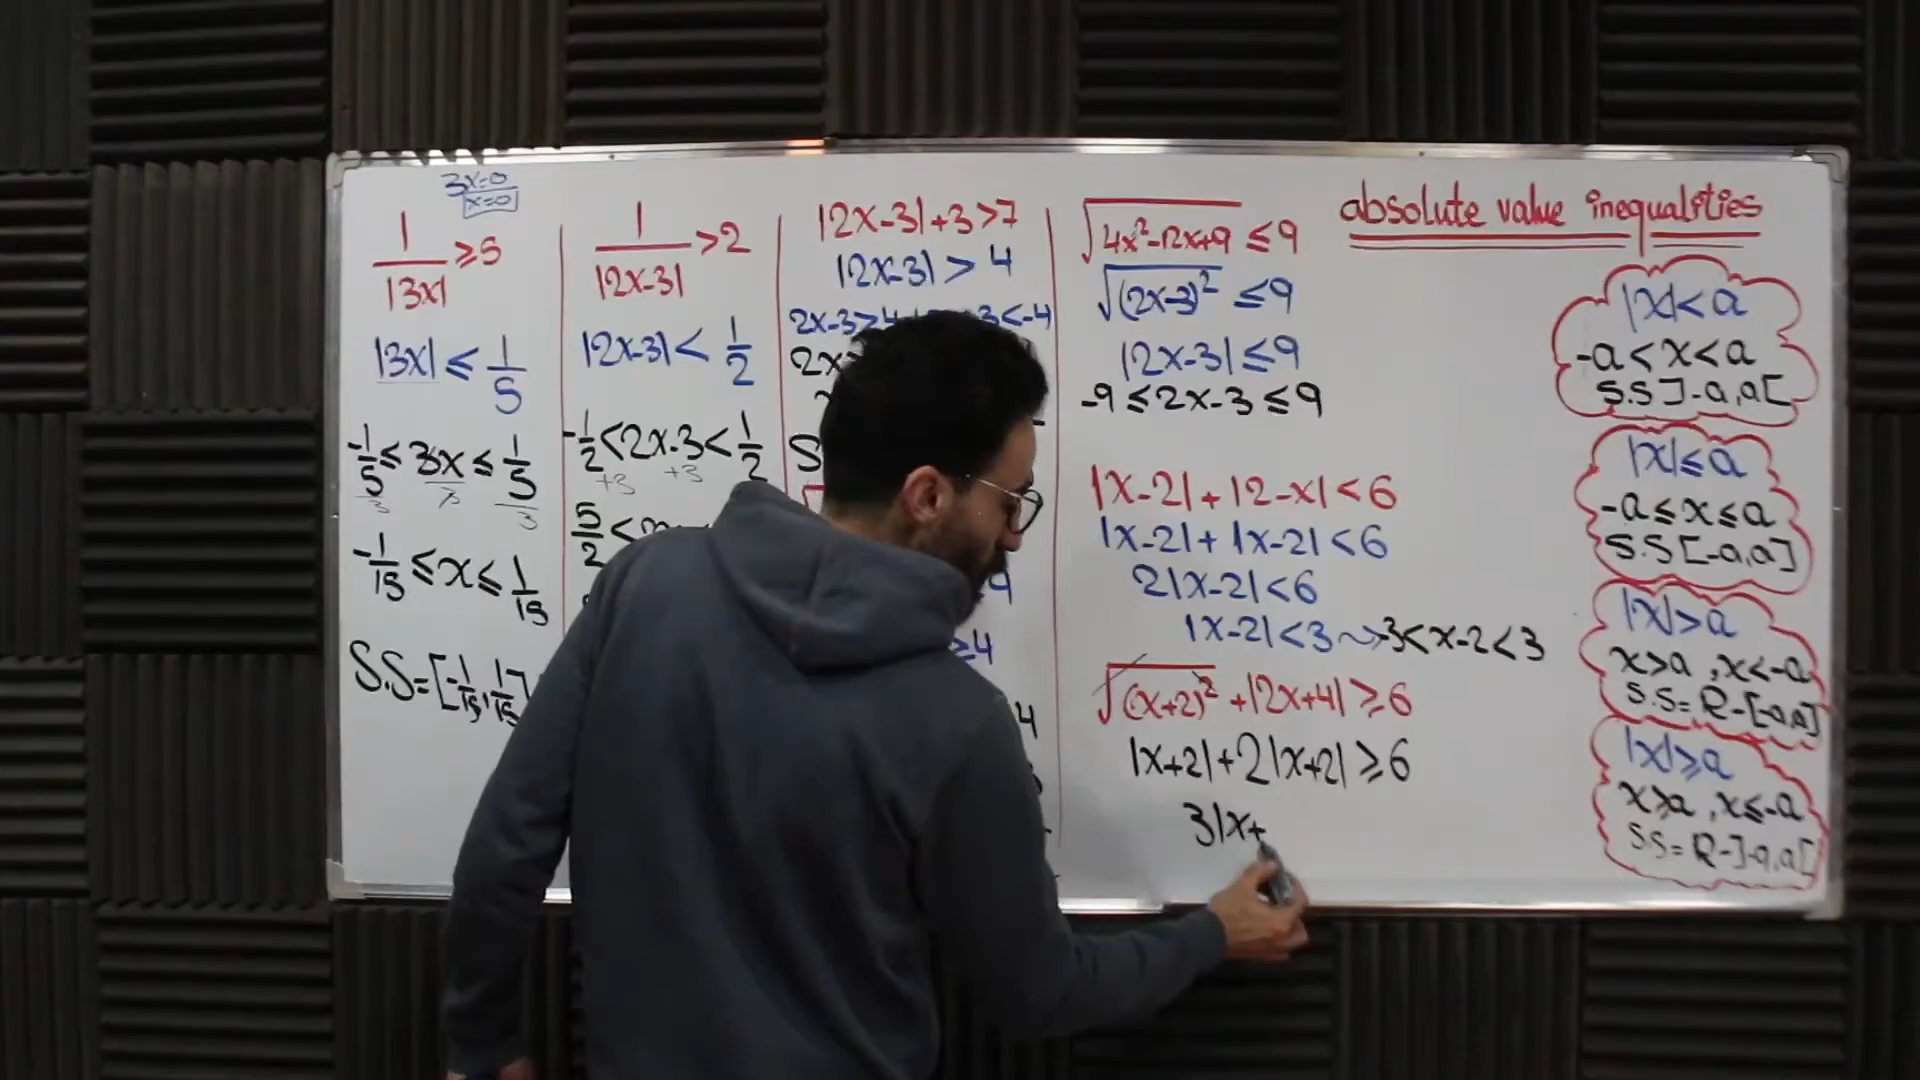 absolute value inequalities
3x=0
x=0
1/|3x| ≥ 5
|3x| ≤ 1/5
-1/5 ≤ 3x ≤ 1/5
3 3 3
-1/15 ≤ x ≤ 1/15
S.S=[-1/15, 1/15]
1/|2x-3| > 2
|2x-3| < 1/2
-1/2 < 2x-3 < 1/2
+3 +3
5/2 <
|2x-3|+3>7
|2x-3| > 4
2x-3>4 3<-4
2x
S
≥4
4
√4x²-12x+9 ≤ 9
√(2x-3)² ≤ 9
|2x-3| ≤ 9
-9 ≤ 2x-3 ≤ 9
|x-2| + |2-x| < 6
|x-2| + |x-2| < 6
2|x-2| < 6
|x-2| < 3 ⤳ -3<x-2<3
√(x+2)² + |2x+4| ≥ 6
|x+2| + 2|x+2| ≥ 6
3|x+
|x|<a
-a<x<a
S.S ]-a,a[
|x|≤a
-a≤x≤a
S.S [-a,a]
|x|>a
x>a , x<-a
S.S= R-[-a,a]
|x|≥a
x≥a , x≤-a
S.S= R-]-a,a[